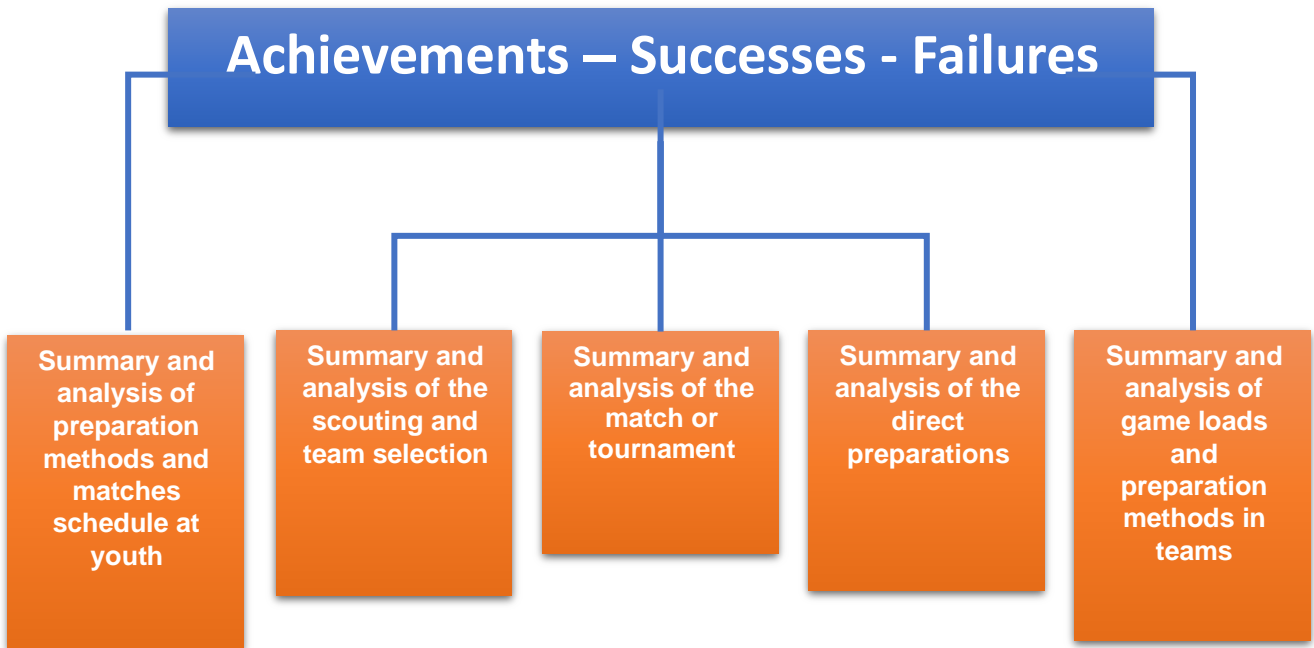 Achievements – Successes - Failures
Summary and
analysis of
preparation
methods and
matches
schedule at
youth
Summary and
analysis of the
scouting and
team selection
Summary and
analysis of the
match or
tournament
Summary and
analysis of the
direct
preparations
Summary and
analysis of
game loads
and
preparation
methods in
teams